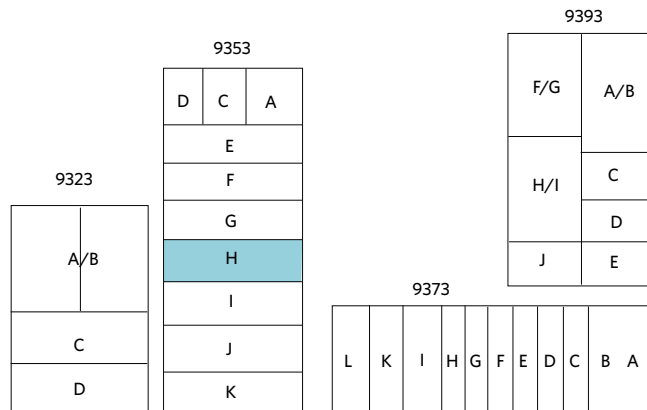 9323
A/B
C
D
9353
D C A
E
F
G
H
I
J
K
9393
F/G A/B
H/I C
D
J E
9373
L K I H G F E D C B A